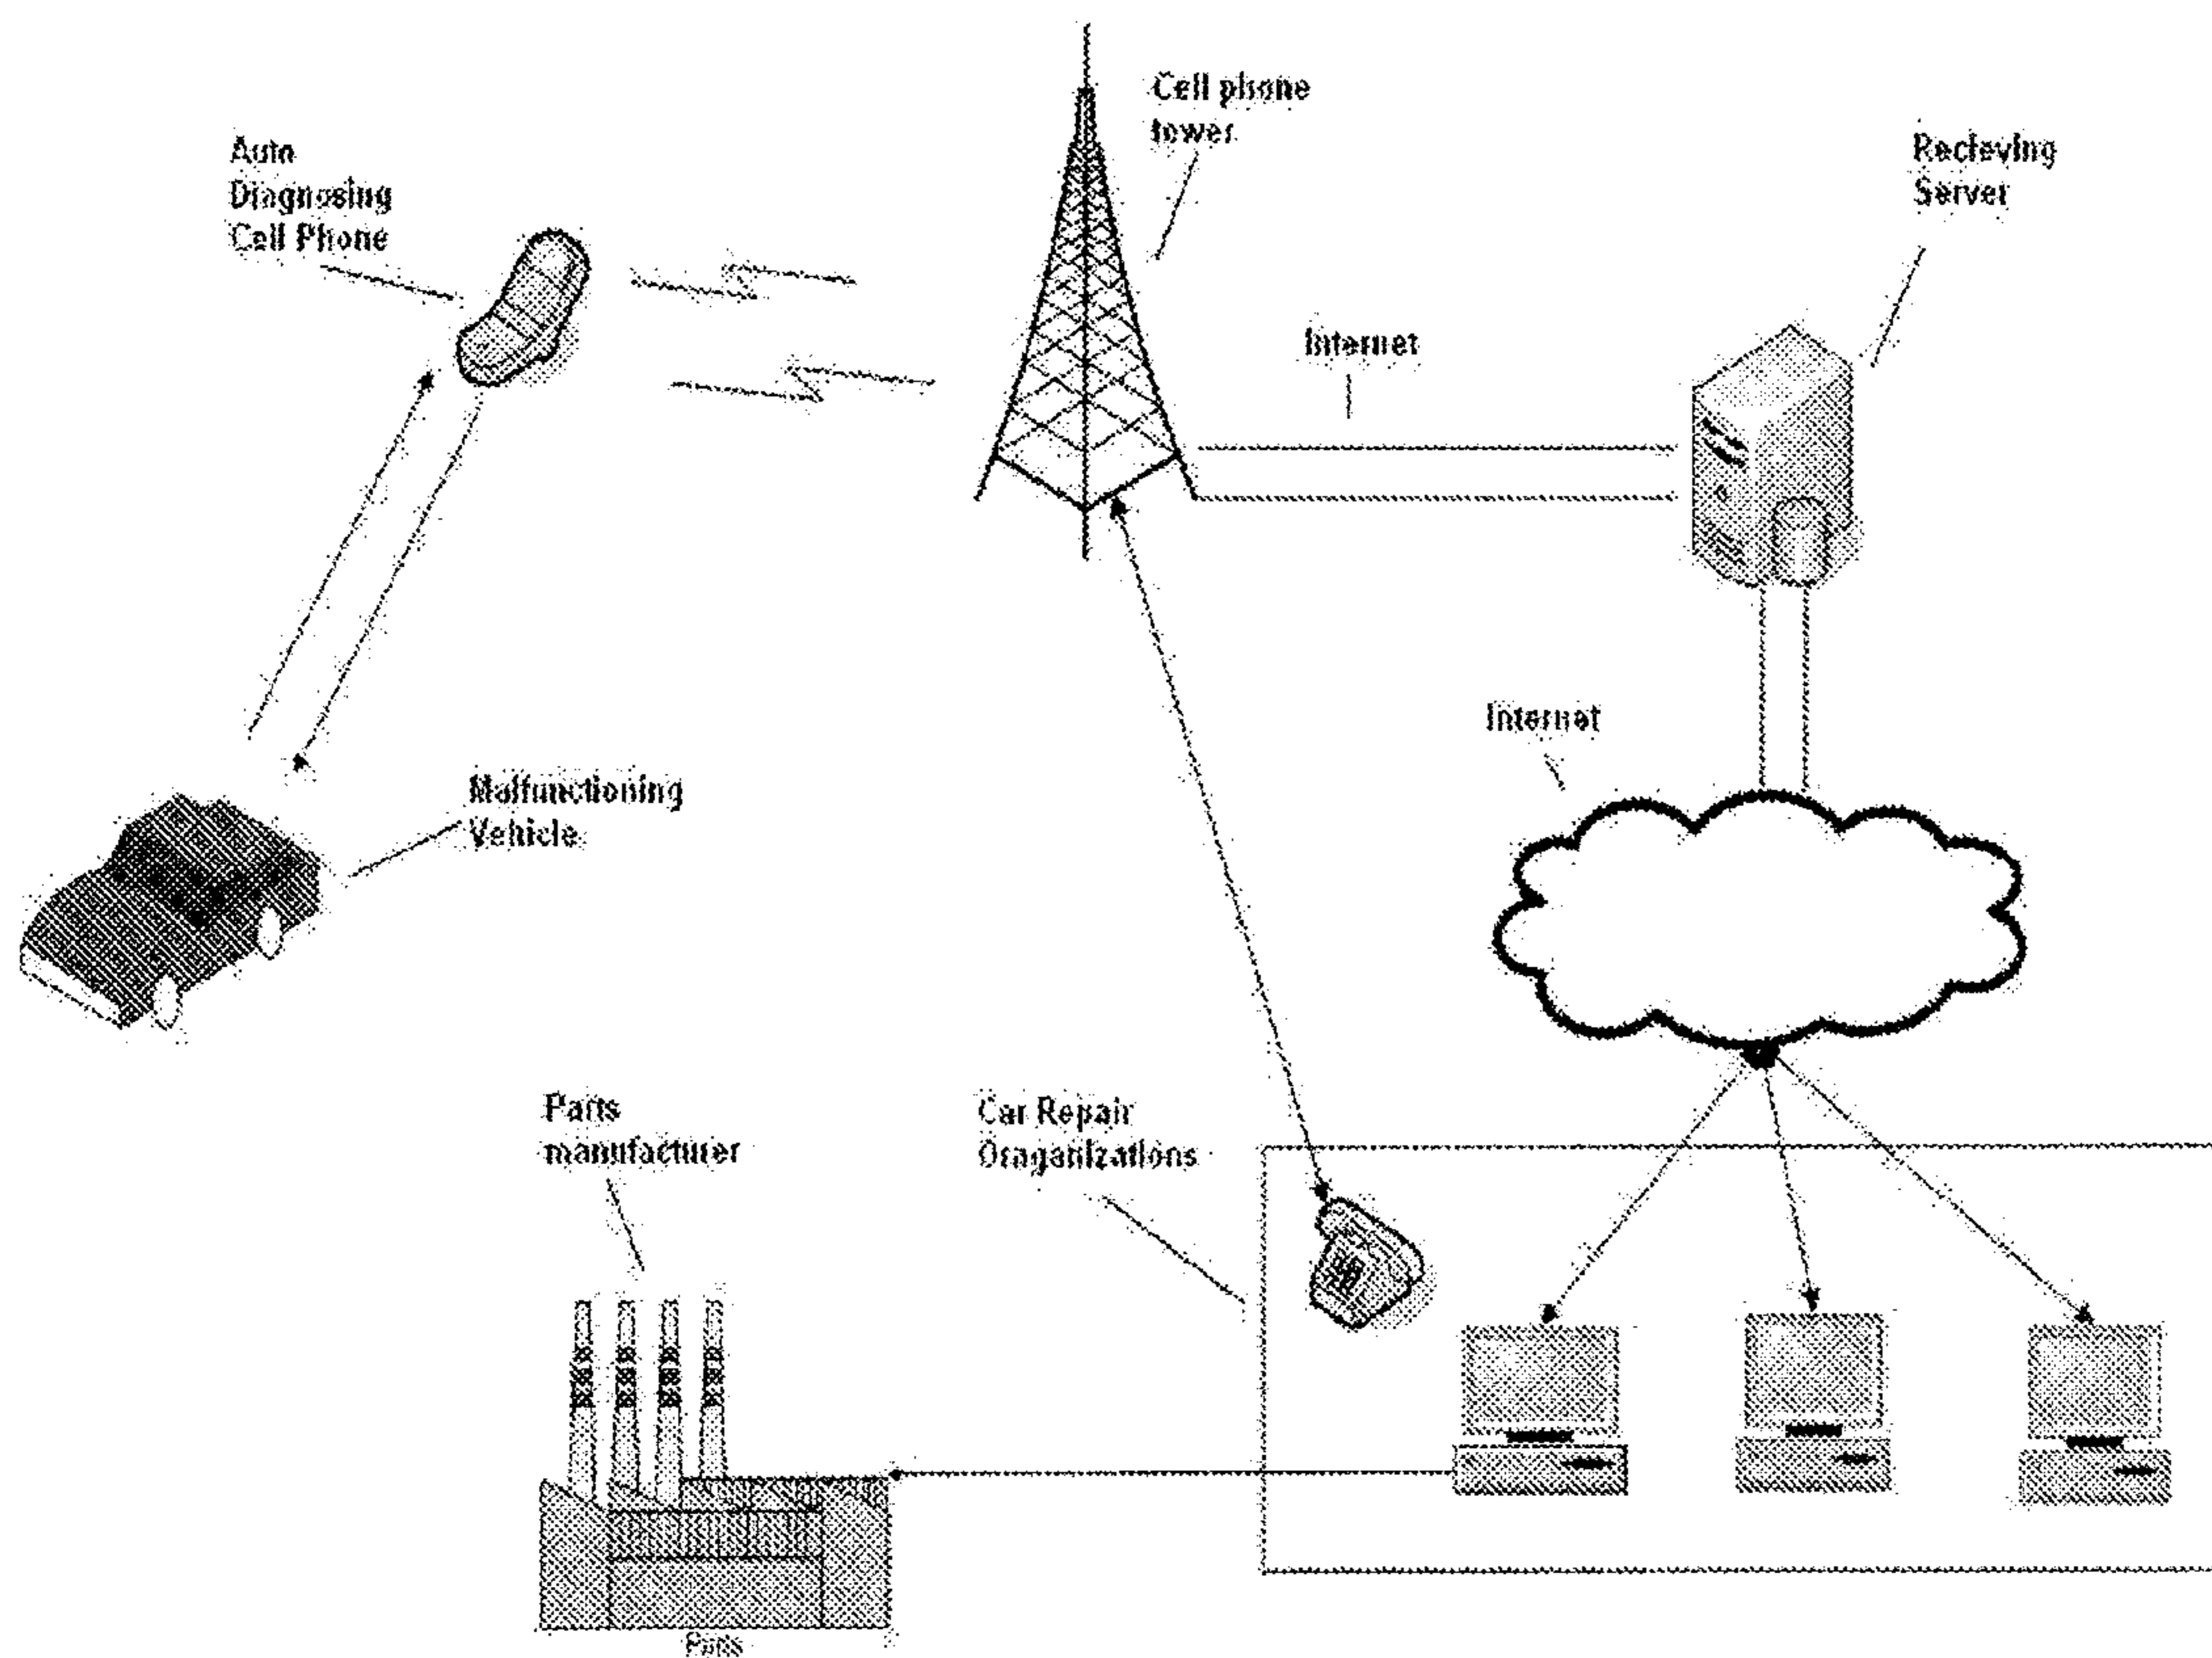 Cell phone
tower
Auto
Diagnosing
Cell Phone
Recieving
Server
Internet
Internet
Malfunctioning
Vehicle
Parts
manufacturer
Car Repair
Oraganizations
Parts